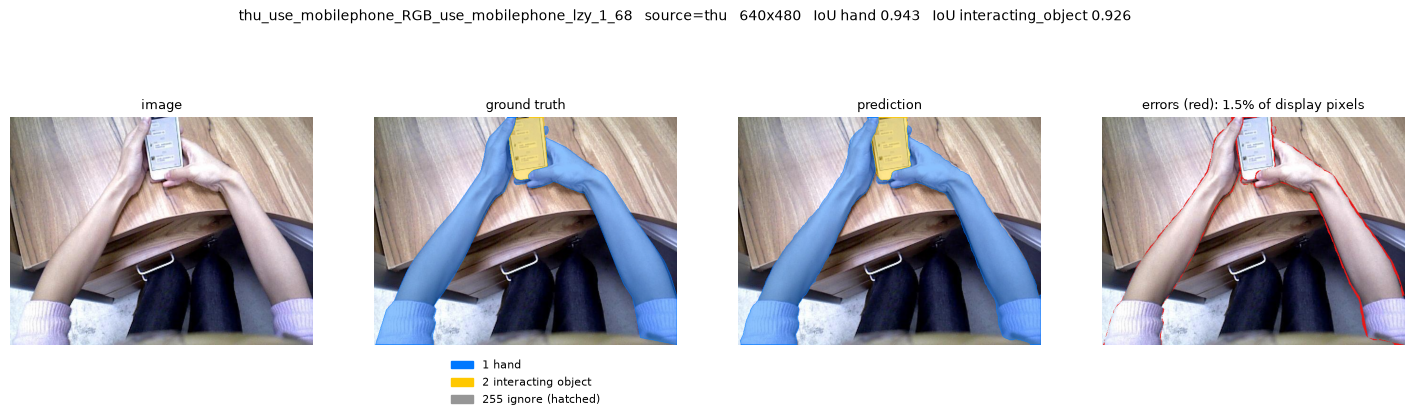 thu_use_mobilephone_RGB_use_mobilephone_lzy_1_68 source=thu 640x480 IoU hand 0.943 IoU interacting_object 0.926
image
ground truth
prediction
errors (red): 1.5% of display pixels
1 hand
2 interacting object
255 ignore (hatched)